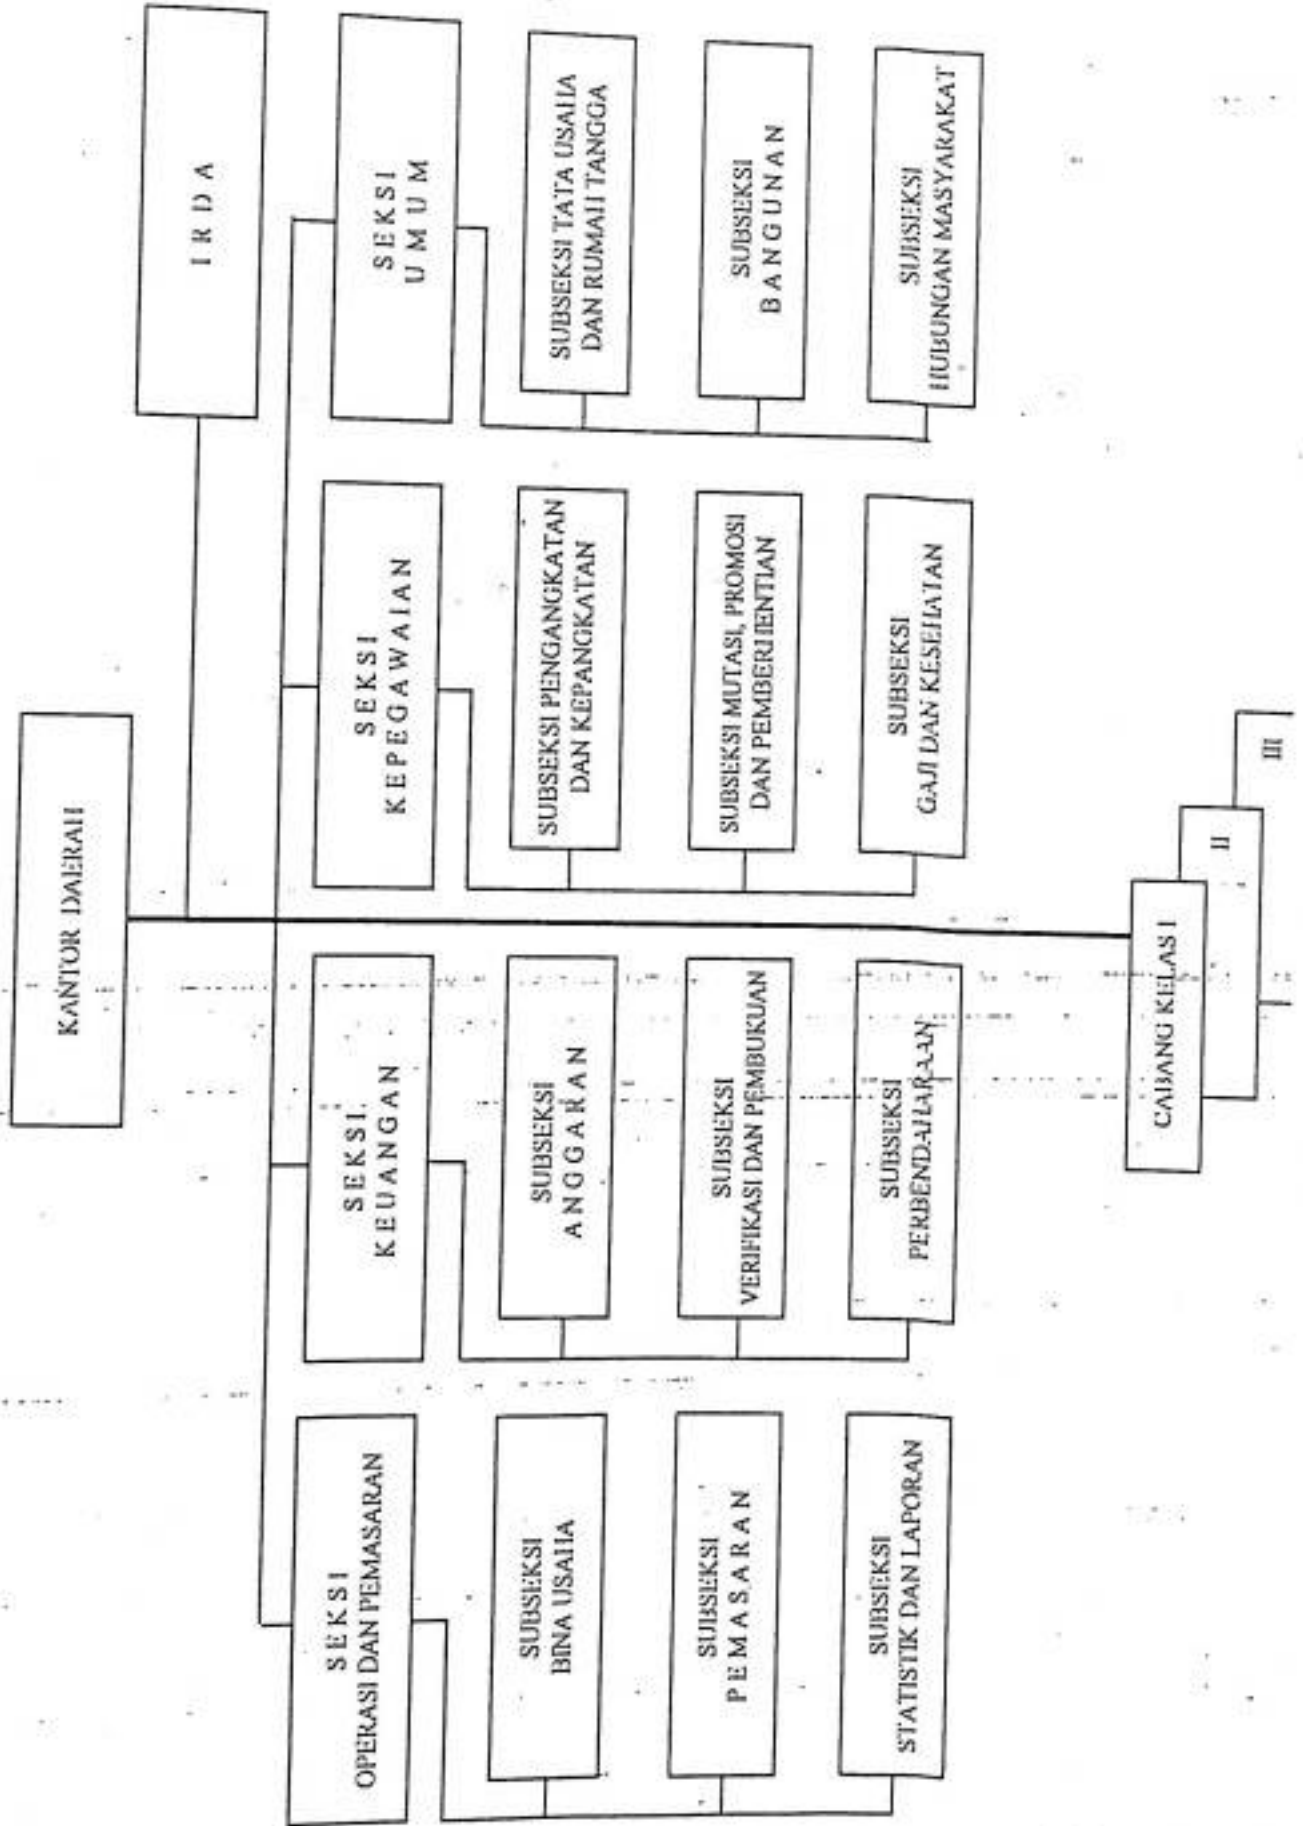 KANTOR DAERAH
I R D A
S E K S I
OPERASI DAN PEMASARAN
S E K S I
K E U A N G A N
S E K S I
K E P E G A W A I A N
S E K S I
U M U M
SUBSEKSI
BINA USAHA
SUBSEKSI
A N G G A R A N
SUBSEKSI PENGANGKATAN
DAN KEPANGKATAN
SUBSEKSI TATA USAHA
DAN RUMAH TANGGA
SUBSEKSI
P E M A S A R A N
SUBSEKSI
VERIFIKASI DAN PEMBUKUAN
SUBSEKSI MUTASI, PROMOSI
DAN PEMBERHENTIAN
SUBSEKSI
B A N G U N A N
SUBSEKSI
STATISTIK DAN LAPORAN
SUBSEKSI
PERBENDAHARAAN
SUBSEKSI
GAJI DAN KESEHATAN
SUBSEKSI
HUBUNGAN MASYARAKAT
CABANG KELAS I
II
III